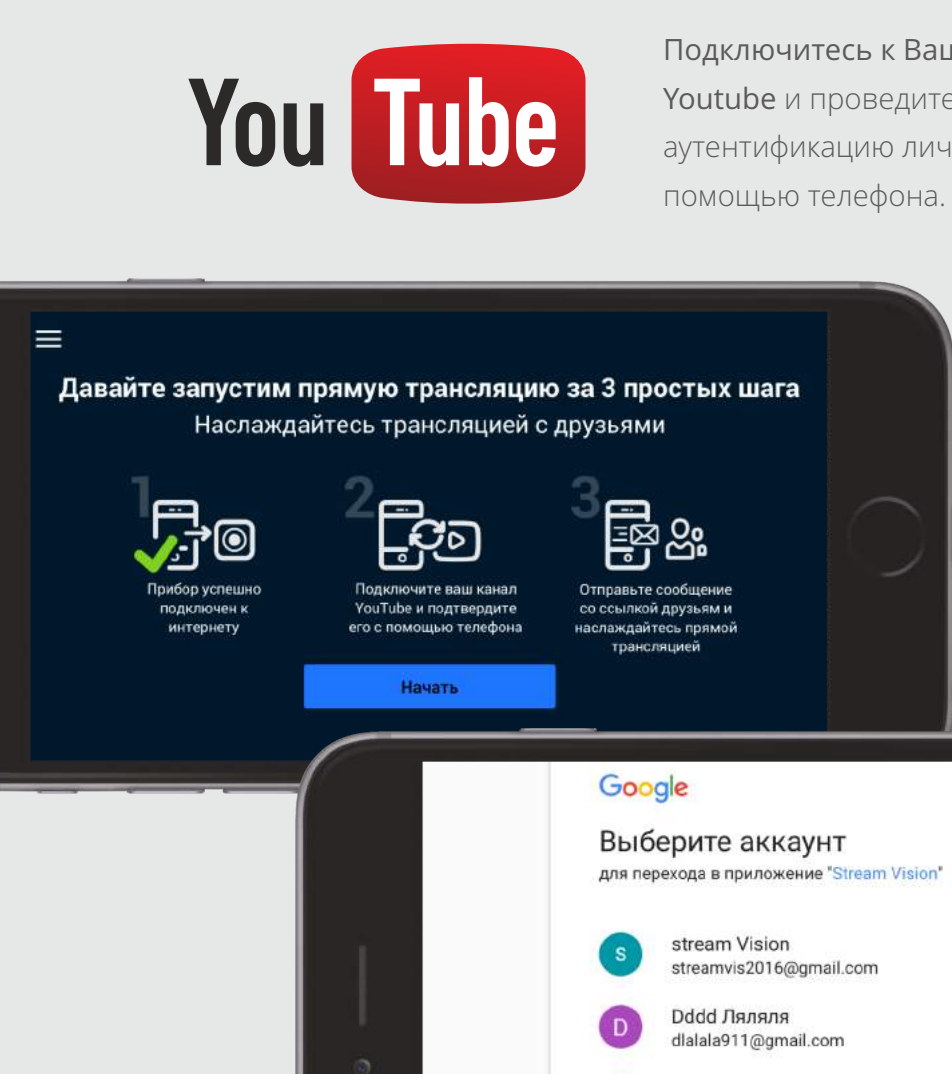 You Tube
Подключитесь к
Youtube и проведите
аутентификацию
помощью телефона.
Давайте запустим прямую трансляцию за 3 простых шага
Наслаждайтесь трансляцией с друзьями
1
Прибор успешно
подключен к
интернету
2
Подключите ваш канал
YouTube и подтвердите
его с помощью телефона
3
Отправьте сообщение
со ссылкой друзьям и
наслаждайтесь прямой
трансляцией
Начать
Google
Выберите аккаунт
для перехода в приложение "Stream Vision"
S
stream Vision
streamvis2016@gmail.com
D
Dddd Ляляля
dlalala911@gmail.com